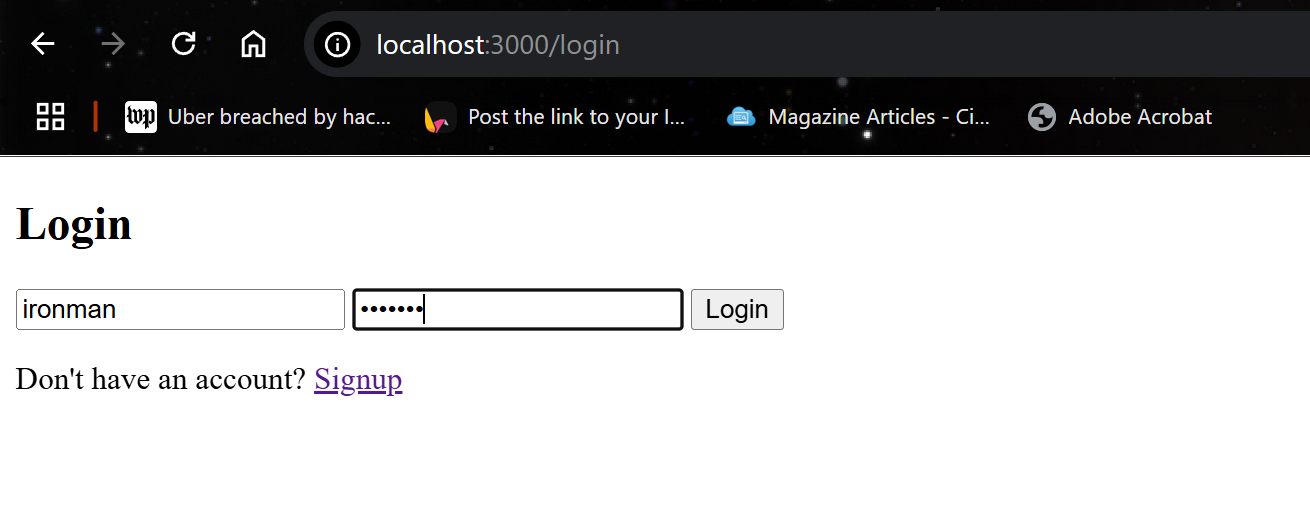 localhost:3000/login
wp Uber breached by hac... Post the link to your I... Magazine Articles - Ci... Adobe Acrobat
Login
ironman ••••••• Login
Don't have an account? Signup